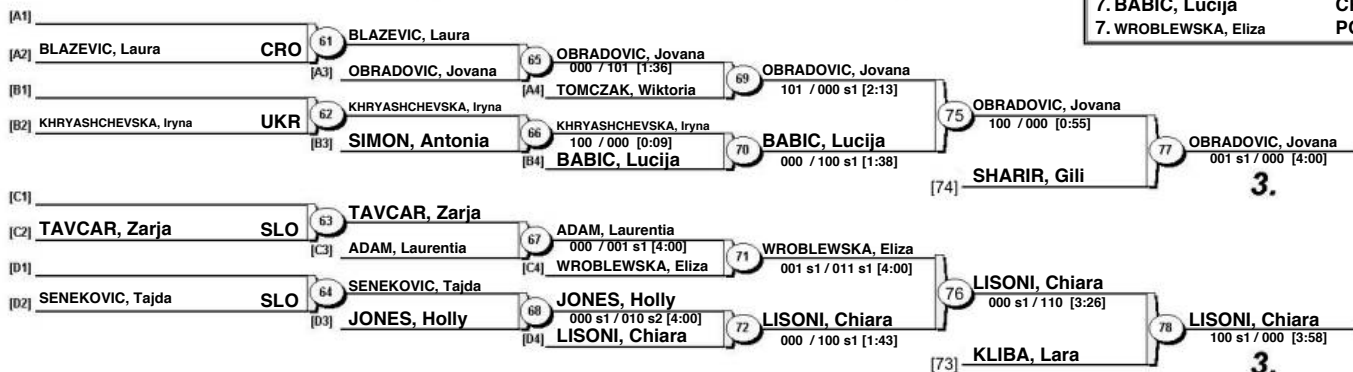 7. BABIC, Lucija
7. WROBLEWSKA, Eliza
[A1]
[A2] BLAZEVIC, Laura CRO
61
BLAZEVIC, Laura
[A3] OBRADOVIC, Jovana
65
OBRADOVIC, Jovana
000 / 101 [1:36]
[A4] TOMCZAK, Wiktoria
69
OBRADOVIC, Jovana
101 / 000 s1 [2:13]
[B1]
[B2] KHRYASHCHEVSKA, Iryna UKR
62
KHRYASHCHEVSKA, Iryna
[B3] SIMON, Antonia
66
KHRYASHCHEVSKA, Iryna
100 / 000 [0:09]
[B4] BABIC, Lucija
70
BABIC, Lucija
000 / 100 s1 [1:38]
75
OBRADOVIC, Jovana
100 / 000 [0:55]
[74] SHARIR, Gili
77
OBRADOVIC, Jovana
001 s1 / 000 [4:00]
3.
[C1]
[C2] TAVCAR, Zarja SLO
63
TAVCAR, Zarja
[C3] ADAM, Laurentia
67
ADAM, Laurentia
000 / 001 s1 [4:00]
[C4] WROBLEWSKA, Eliza
71
WROBLEWSKA, Eliza
001 s1 / 011 s1 [4:00]
[D1]
[D2] SENEKOVIC, Tajda SLO
64
SENEKOVIC, Tajda
[D3] JONES, Holly
68
JONES, Holly
000 s1 / 010 s2 [4:00]
[D4] LISONI, Chiara
72
LISONI, Chiara
000 / 100 s1 [1:43]
76
LISONI, Chiara
000 s1 / 110 [3:26]
[73] KLIBA, Lara
78
LISONI, Chiara
100 s1 / 000 [3:58]
3.